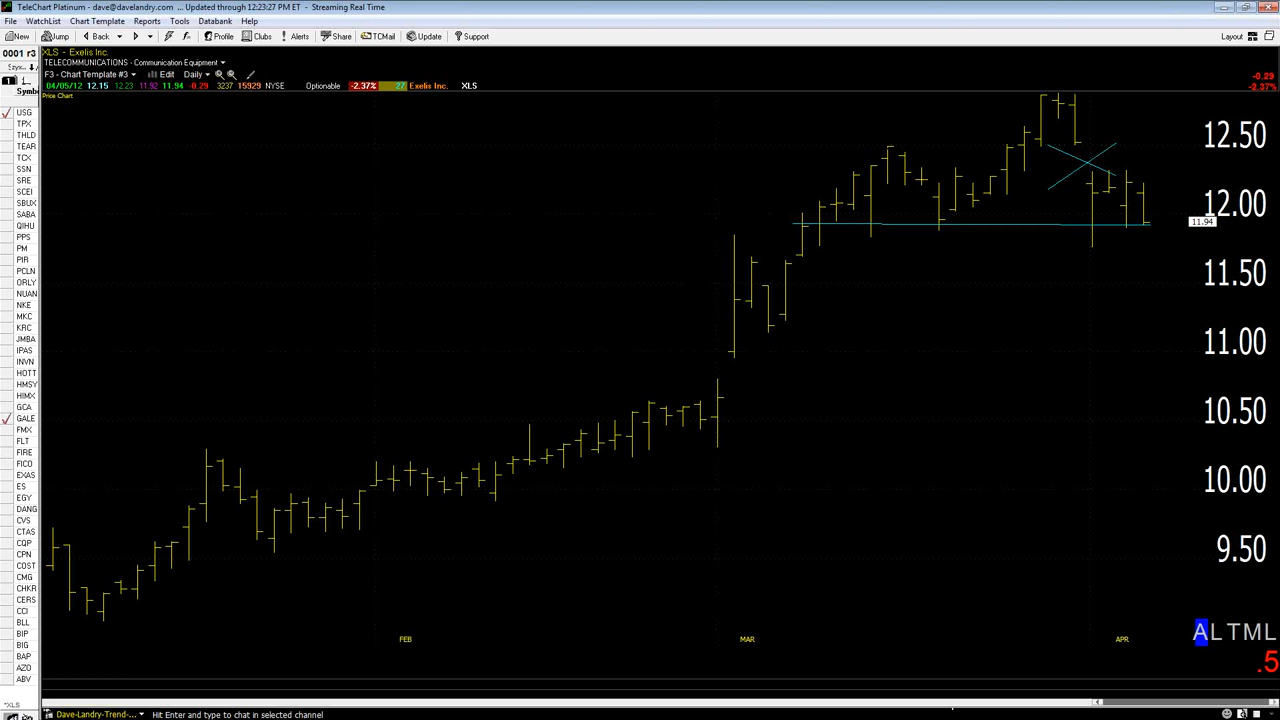 TeleChart Platinum - dave@davelandry.com ... Updated through 12:23:27 PM ET - Streaming Real Time
File WatchList Chart Template Reports Tools Databank Help
New Jump Back Profile Clubs Alerts Share TCMail Update Support Layout
0001 r3
XLS - Exelis Inc.
TELECOMMUNICATIONS - Communication Equipment
F3 - Chart Template #3 Edit Daily
04/05/12 12.15 12.23 11.92 11.94 -0.29 3237 15929 NYSE Optionable -2.37% 27 Exelis Inc. XLS
-0.29
-2.37%
Price Chart
1
Symbo
USG
TPX
THLD
TEAR
TCX
SSN
SRE
SCEI
SBUX
SABA
QIHU
PPS
PM
PIR
PCLN
ORLY
NUAN
NKE
MKC
KRC
JMBA
IPAS
INVN
HOTT
HMSY
HIMX
GCA
GALE
FMX
FLT
FIRE
FICO
EXAS
ES
EGY
DANG
CVS
CTAS
CQP
CPN
COST
CMG
CHKR
CERS
CCI
BLL
BIP
BIG
BAP
AZO
ABV
12.50
12.00
11.94
11.50
11.00
10.50
10.00
9.50
FEB MAR APR
ALTML
.5
*XLS
Dave-Landry-Trend-... Hit Enter and type to chat in selected channel